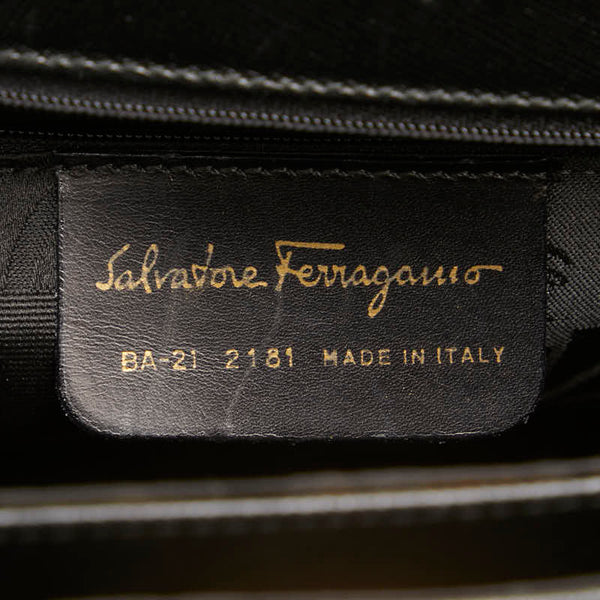 Salvatore Ferragamo
BA-21 2181 MADE IN ITALY